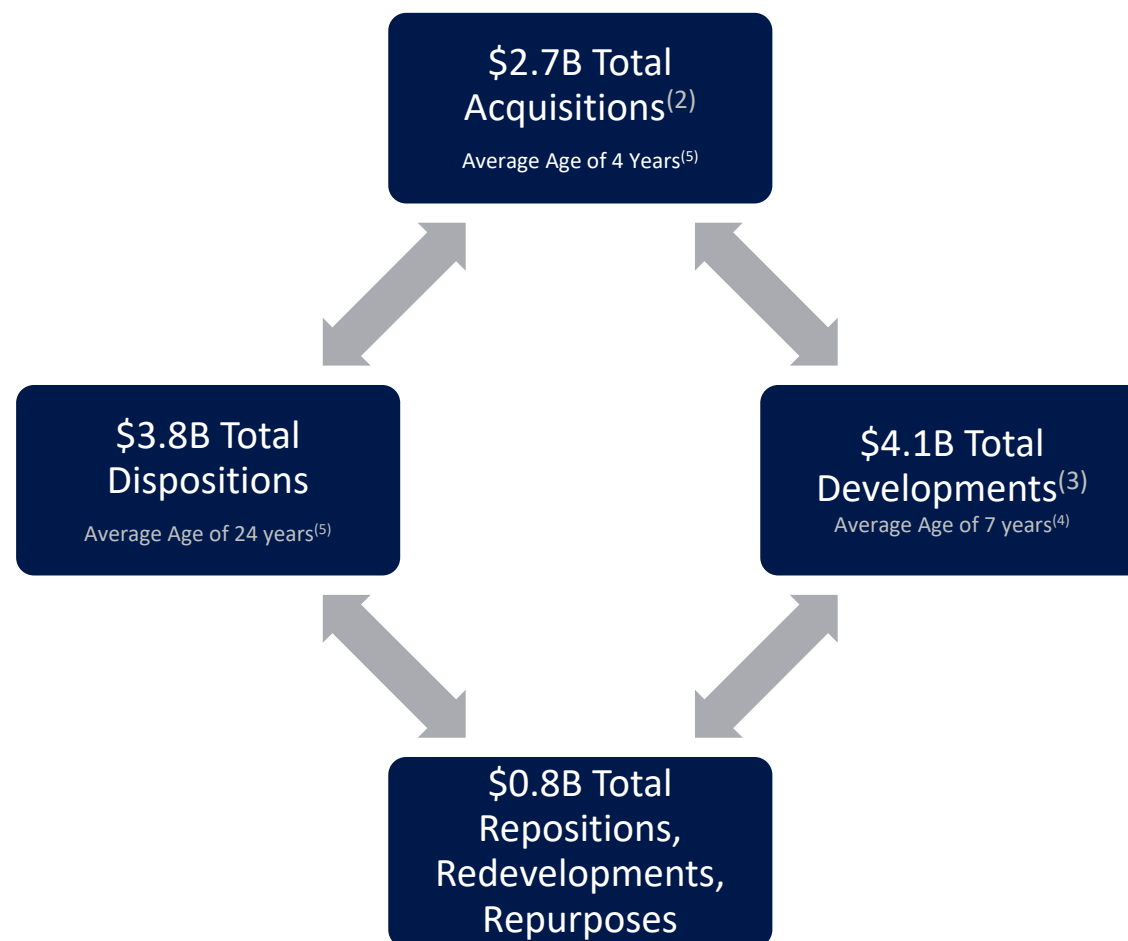 $2.7B Total
Acquisitions(2)
Average Age of 4 Years(5)
$3.8B Total
Dispositions
Average Age of 24 years(5)
$4.1B Total
Developments(3)
Average Age of 7 years(4)
$0.8B Total
Repositions,
Redevelopments,
Repurposes